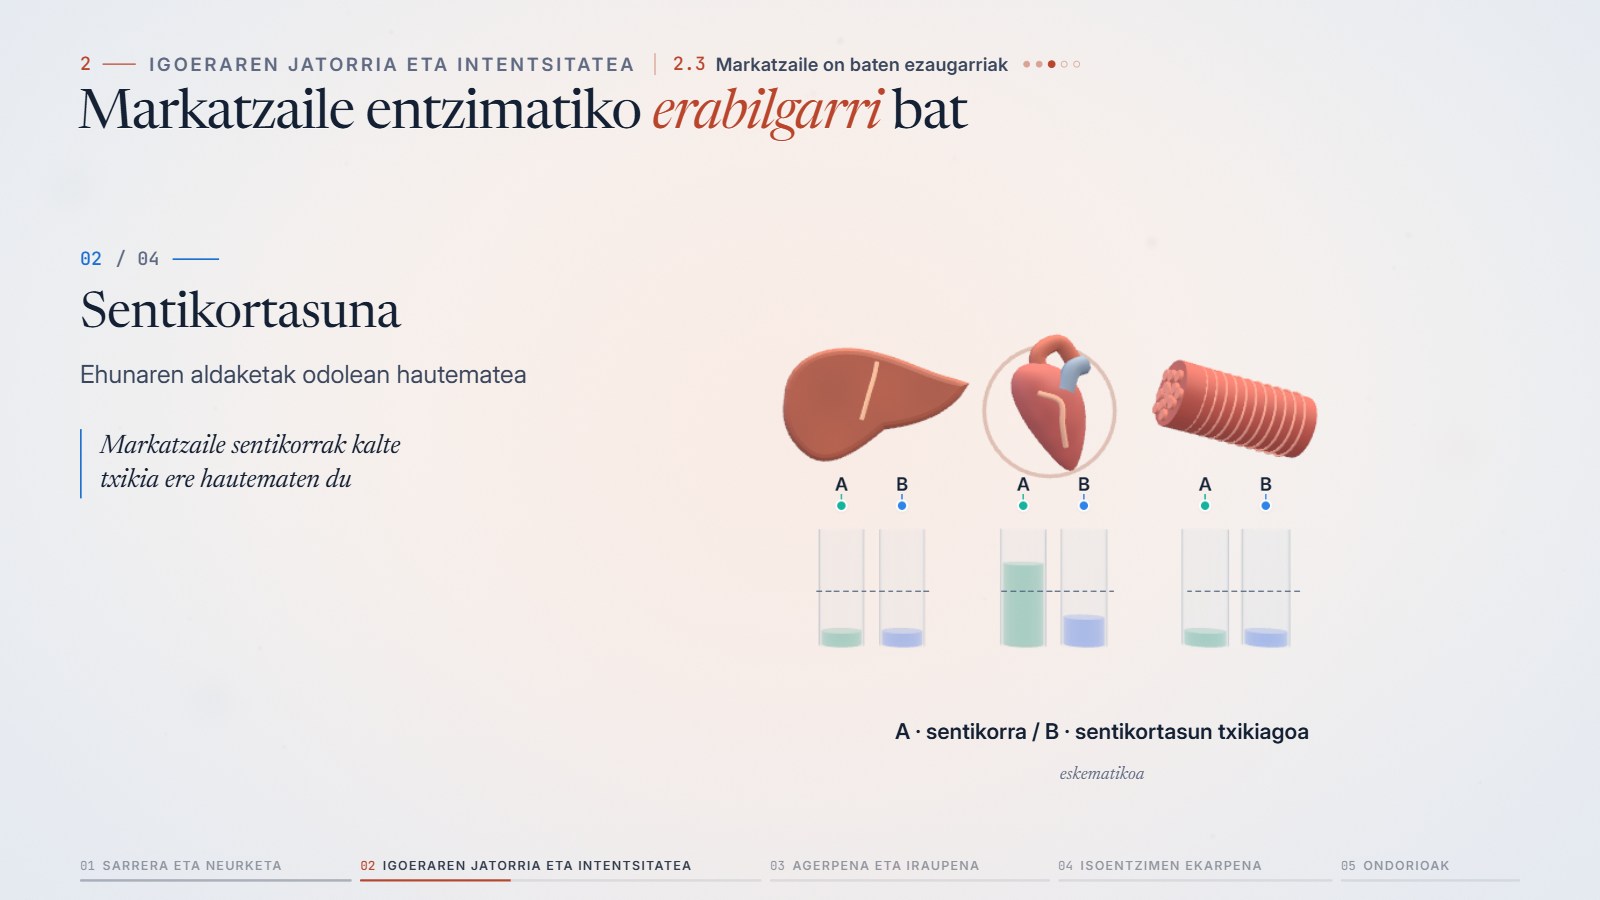 2 — IGOERAREN JATORRIA ETA INTENTSITATEA | 2.3 Markatzaile on baten ezaugarriak
Markatzaile entzimatiko erabilgarri bat
02 / 04
Sentikortasuna
Ehunaren aldaketak odolean hautematea
Markatzaile sentikorrak kalte
txikia ere hautematen du
A B A B A B
A · sentikorra / B · sentikortasun txikiagoa
eskematikoa
01 SARRERA ETA NEURKETA 02 IGOERAREN JATORRIA ETA INTENTSITATEA 03 AGERPENA ETA IRAUPENA 04 ISOENTZIMEN EKARPENA 05 ONDORIOAK